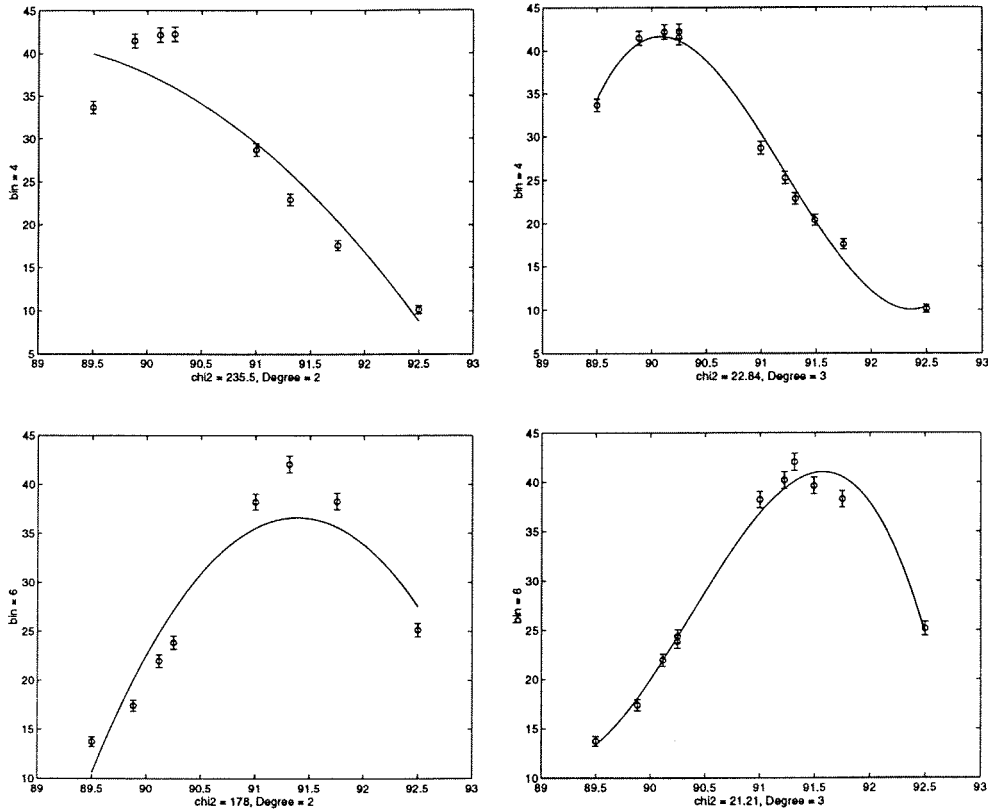 45
40
35
30
25
20
15
10
5
bin = 4
89 89.5 90 90.5 91 91.5 92 92.5 93
chi2 = 235.5, Degree = 2
45
40
35
30
25
20
15
10
5
bin = 4
89 89.5 90 90.5 91 91.5 92 92.5 93
chi2 = 22.84, Degree = 3
45
40
35
30
25
20
15
10
bin = 6
89 89.5 90 90.5 91 91.5 92 92.5 93
chi2 = 178, Degree = 2
45
40
35
30
25
20
15
10
bin = 6
89 89.5 90 90.5 91 91.5 92 92.5 93
chi2 = 21.21, Degree = 3